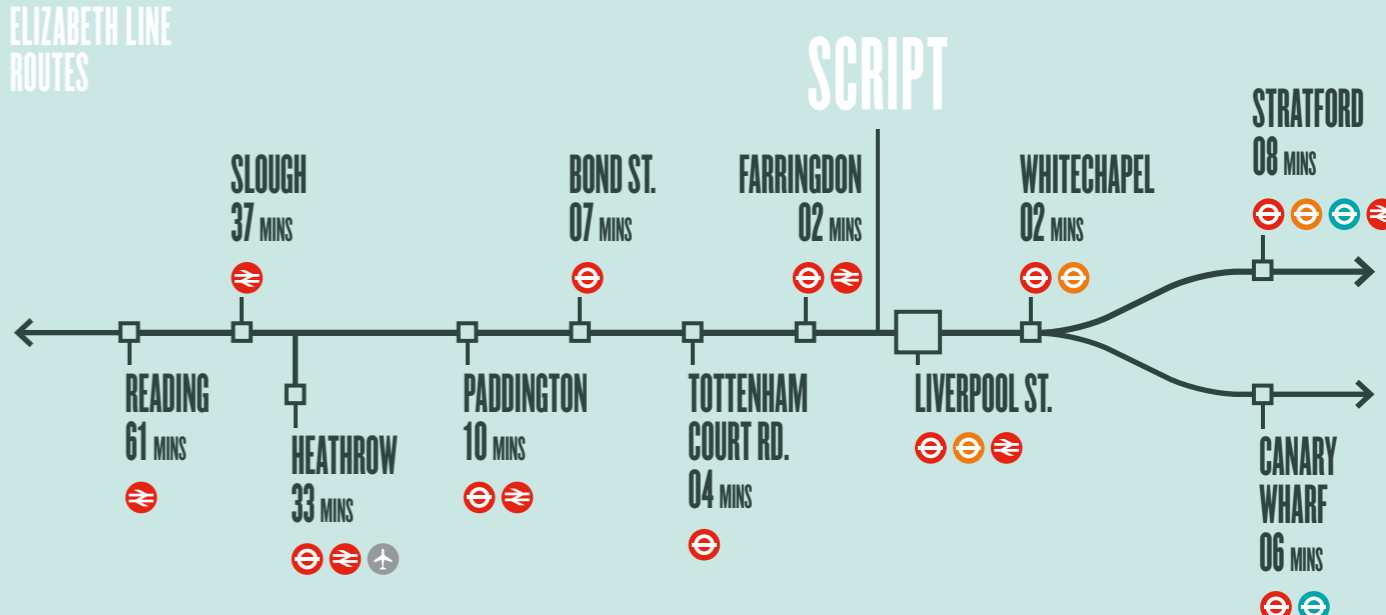 ELIZABETH LINE
ROUTES
SCRIPT
STRATFORD
08 MINS
SLOUGH
37 MINS
BOND ST.
07 MINS
FARRINGDON
02 MINS
WHITECHAPEL
02 MINS
READING
61 MINS
HEATHROW
33 MINS
PADDINGTON
10 MINS
TOTTENHAM
COURT RD.
04 MINS
LIVERPOOL ST.
CANARY
WHARF
06 MINS